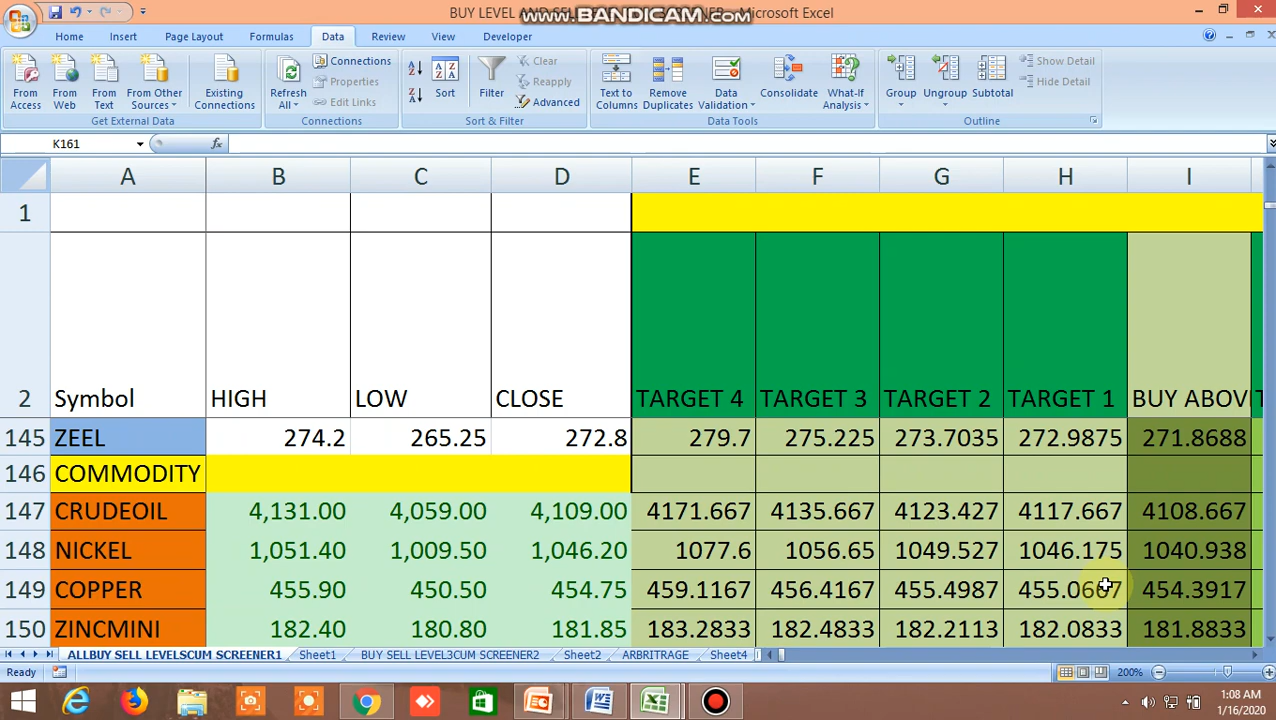 BUY LEVEL AND SE
www.BANDICAM.com
NER - Microsoft Excel
Home Insert Page Layout Formulas Data Review View Developer
From Access
From Web
From Text
From Other Sources
Existing Connections
Get External Data
Refresh All
Connections
Properties
Edit Links
Connections
Sort
Filter
Clear
Reapply
Advanced
Sort & Filter
Text to Columns
Remove Duplicates
Data Validation
Consolidate
What-If Analysis
Data Tools
Group
Ungroup
Subtotal
Show Detail
Hide Detail
Outline
K161 fx
A B C D E F G H I
1
2 Symbol HIGH LOW CLOSE TARGET 4 TARGET 3 TARGET 2 TARGET 1 BUY ABOV T
145 ZEEL 274.2 265.25 272.8 279.7 275.225 273.7035 272.9875 271.8688
146 COMMODITY
147 CRUDEOIL 4,131.00 4,059.00 4,109.00 4171.667 4135.667 4123.427 4117.667 4108.667
148 NICKEL 1,051.40 1,009.50 1,046.20 1077.6 1056.65 1049.527 1046.175 1040.938
149 COPPER 455.90 450.50 454.75 459.1167 456.4167 455.4987 455.0667 454.3917
150 ZINCMINI 182.40 180.80 181.85 183.2833 182.4833 182.2113 182.0833 181.8833
ALLBUY SELL LEVELSCUM SCREENER1 Sheet1 BUY SELL LEVEL3CUM SCREENER2 Sheet2 ARBRITRAGE Sheet4
Ready 200%
1:08 AM
1/16/2020